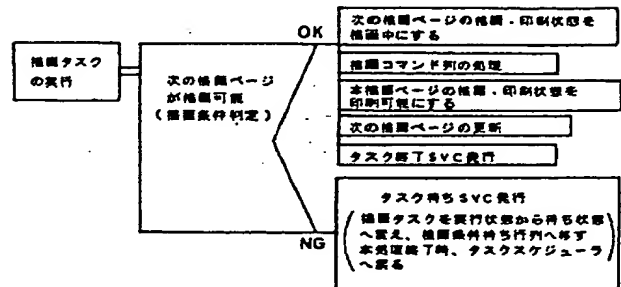 描画タスク
の実行
次の描画ページ
が描画可能
(描画条件判定)
OK
次の描画ページの描画・印刷状態を
描画中にする
描画コマンド列の処理
本描画ページの描画・印刷状態を
印刷可能にする
次の描画ページの更新
タスク終了SVC発行
NG
タスク待ちSVC発行
(描画タスクを実行状態から待ち状態
へ変え、描画条件待ち行列へ移す
本処理終了時、タスクスケジューラ
へ戻る)